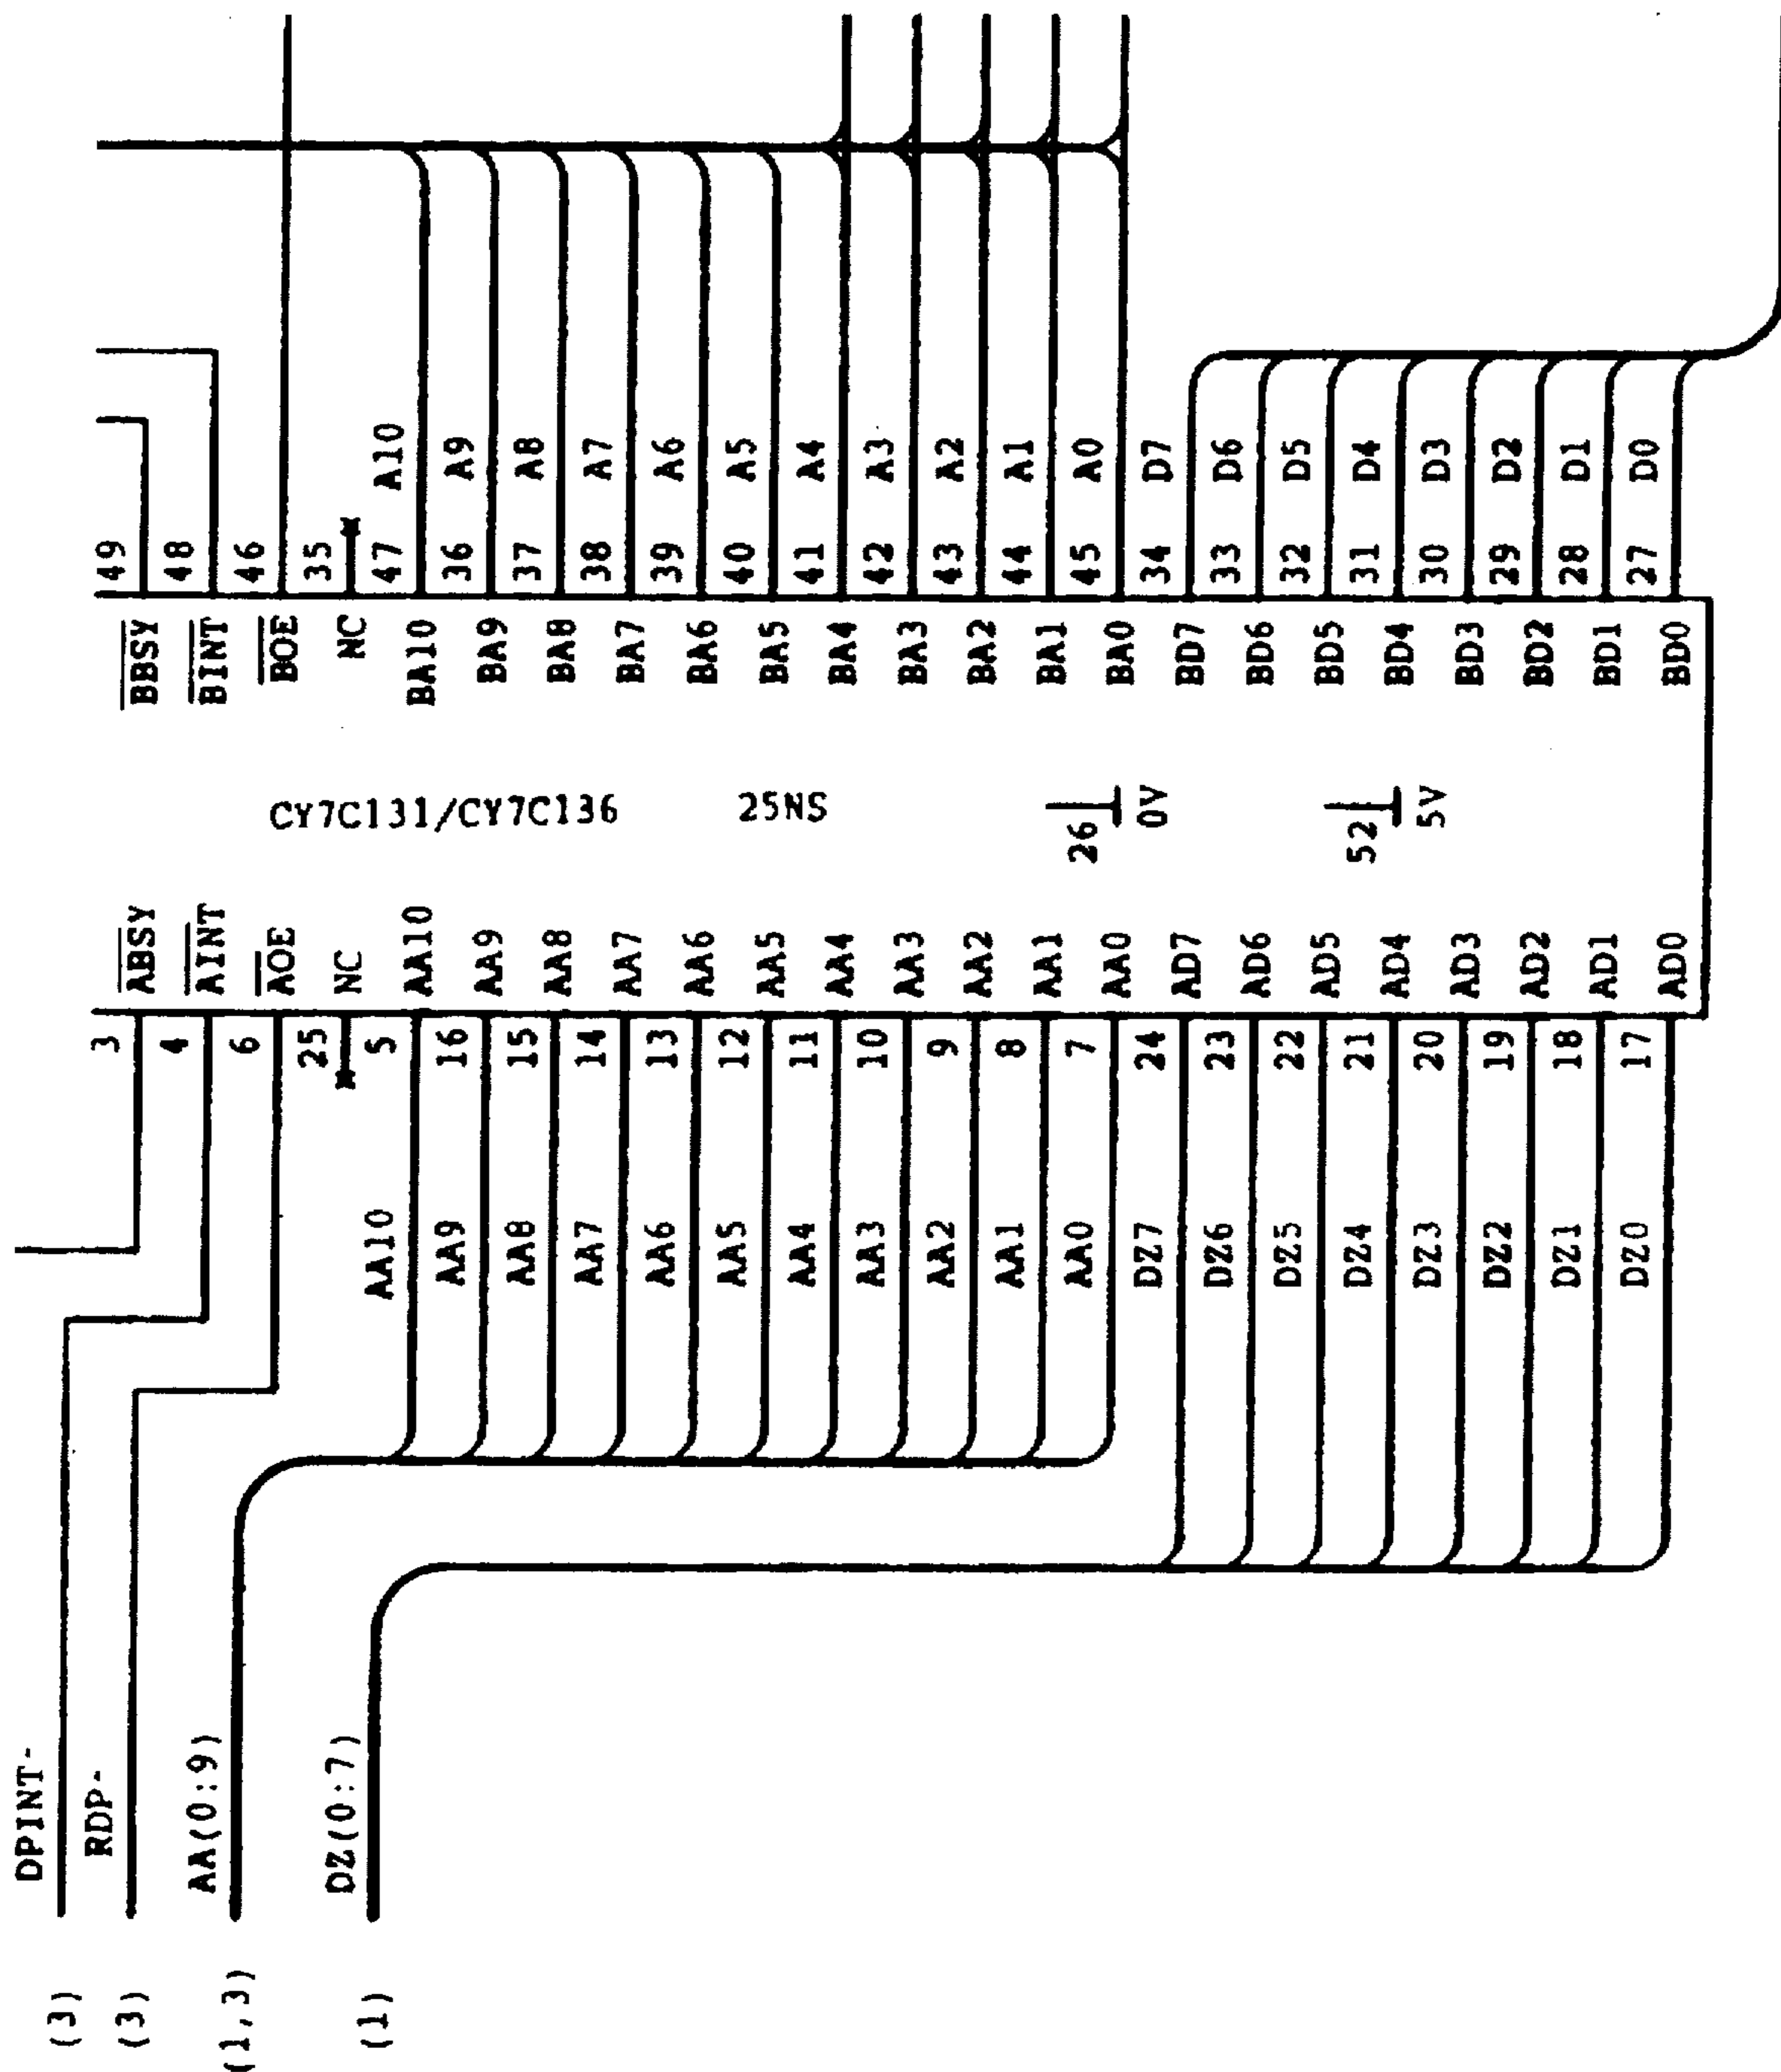 (3) DPINT-
(3) RDP-
(1,3) AA(0:9)
(1) DZ(0:7)
3 ABSY BBSY 49
4 AINT BINT 48
6 AOE BOE 46
25 NC NC 35
AA10 5 AA10 BA10 47 A10
AA9 16 AA9 BA9 36 A9
AA8 15 AA8 BA8 37 A8
AA7 14 AA7 BA7 38 A7
AA6 13 AA6 BA6 39 A6
AA5 12 AA5 BA5 40 A5
AA4 11 AA4 BA4 41 A4
AA3 10 AA3 BA3 42 A3
AA2 9 AA2 BA2 43 A2
AA1 8 AA1 BA1 44 A1
AA0 7 AA0 BA0 45 A0
DZ7 24 AD7 BD7 34 D7
DZ6 23 AD6 BD6 33 D6
DZ5 22 AD5 BD5 32 D5
DZ4 21 AD4 BD4 31 D4
DZ3 20 AD3 BD3 30 D3
DZ2 19 AD2 BD2 29 D2
DZ1 18 AD1 BD1 28 D1
DZ0 17 AD0 BD0 27 D0
CY7C131/CY7C136
25NS
26
0V
52
5V